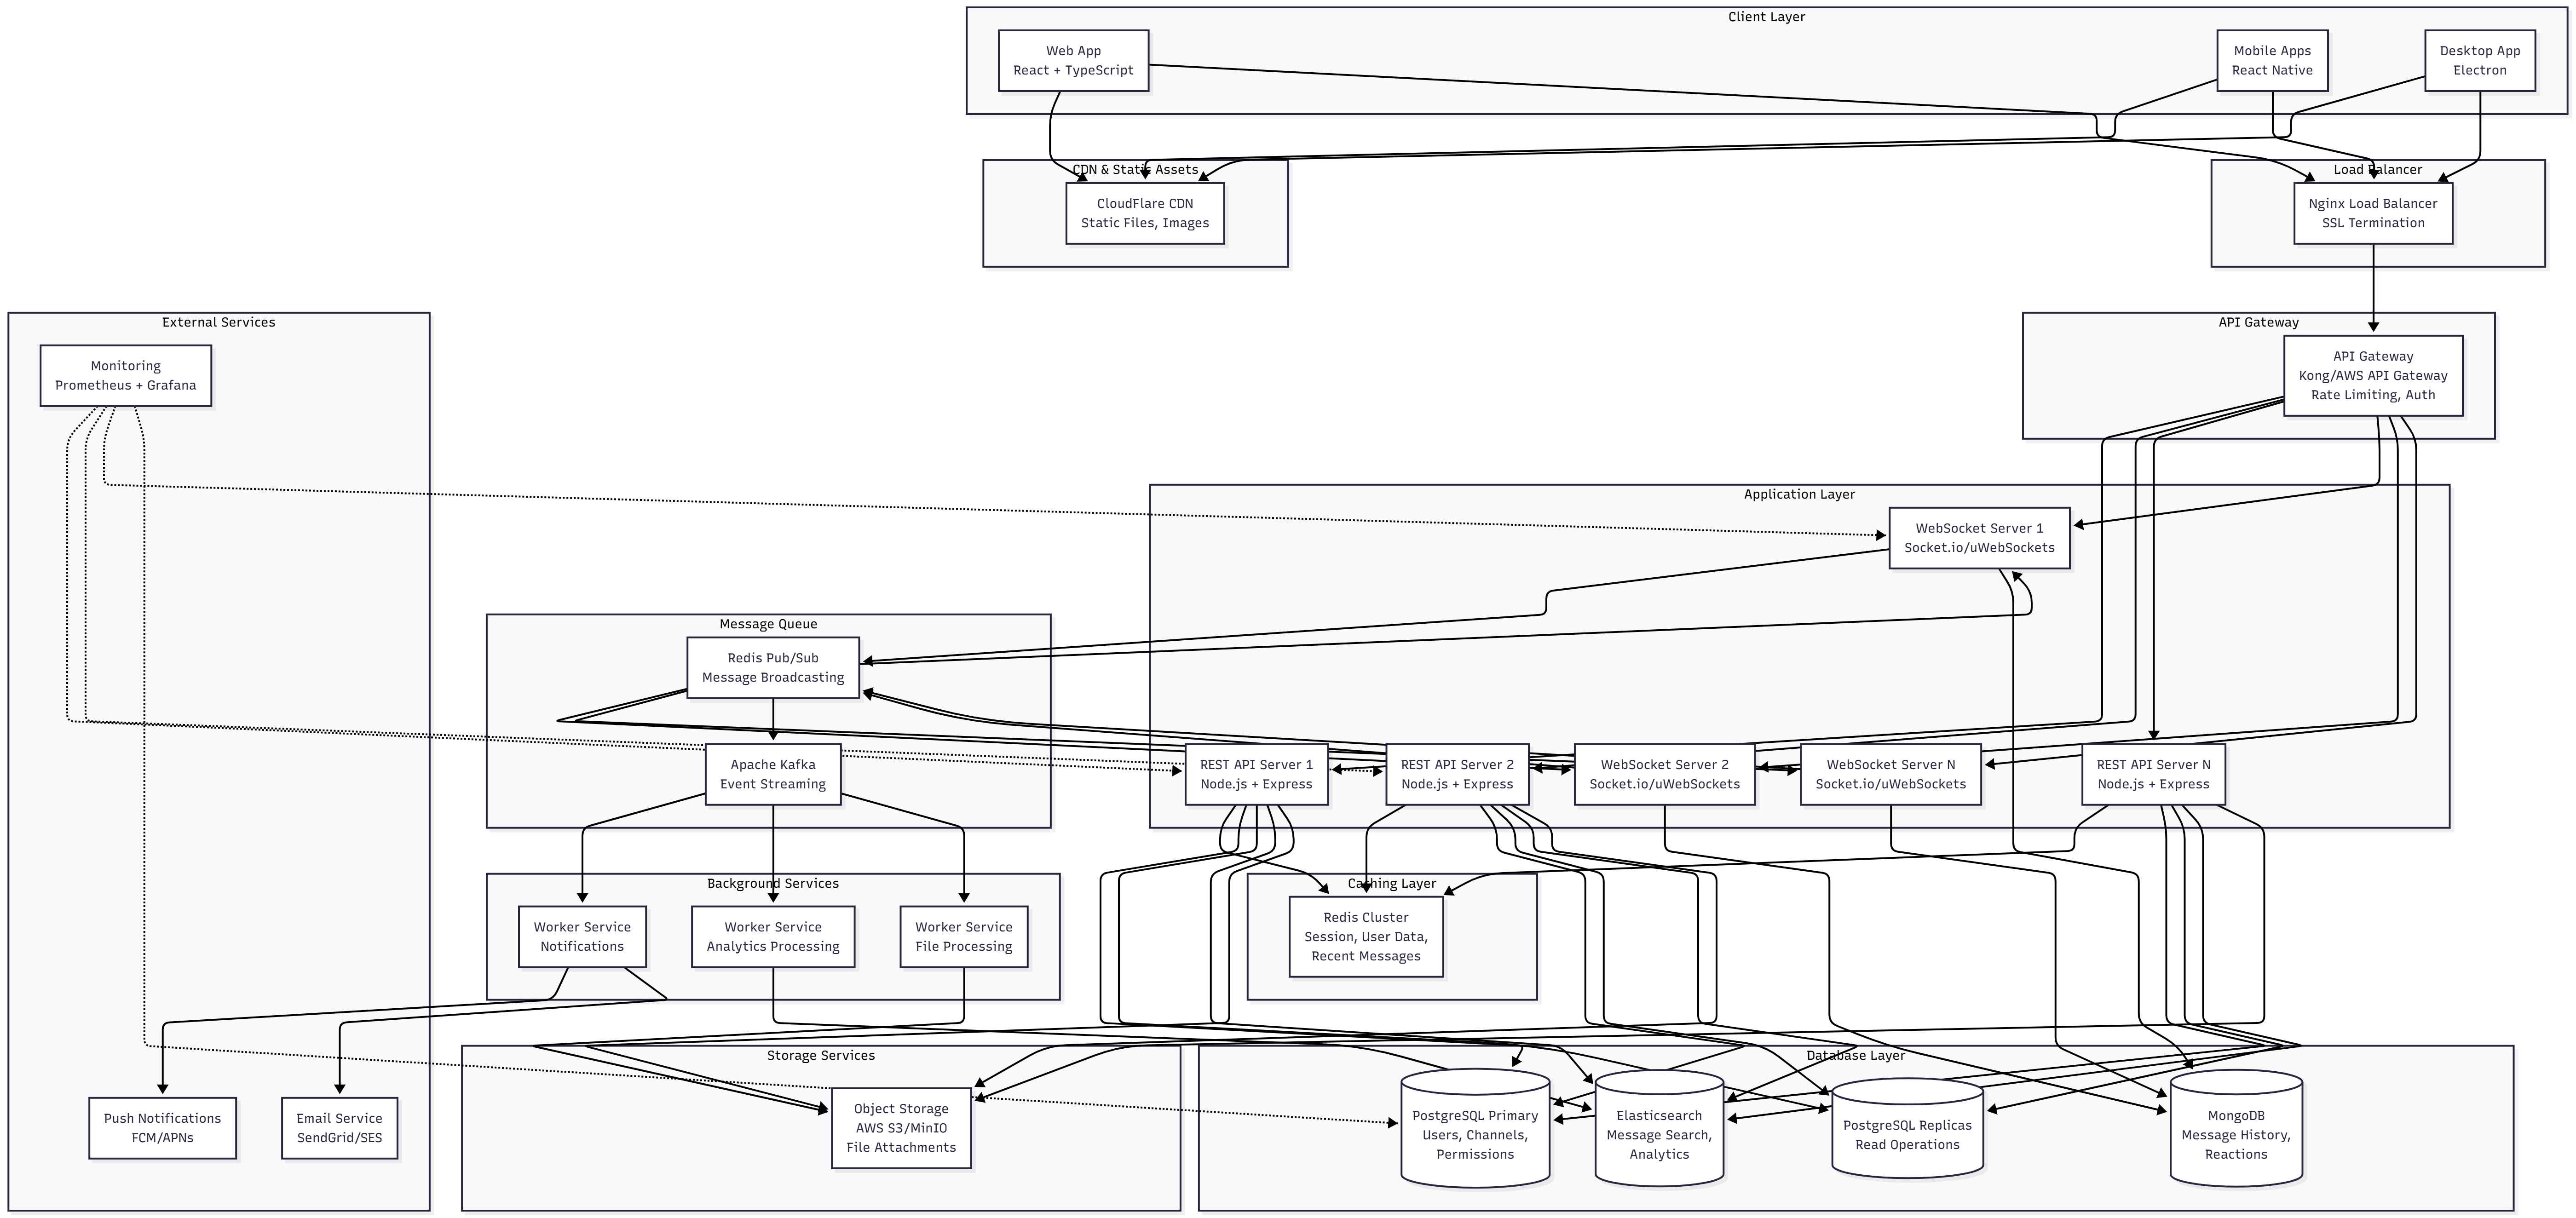 Client Layer
Web App
React + TypeScript
Mobile Apps
React Native
Desktop App
Electron
CDN & Static Assets
CloudFlare CDN
Static Files, Images
Load Balancer
Nginx Load Balancer
SSL Termination
External Services
Monitoring
Prometheus + Grafana
API Gateway
API Gateway
Kong/AWS API Gateway
Rate Limiting, Auth
Application Layer
WebSocket Server 1
Socket.io/uWebSockets
Message Queue
Redis Pub/Sub
Message Broadcasting
Apache Kafka
Event Streaming
REST API Server 1
Node.js + Express
REST API Server 2
Node.js + Express
WebSocket Server 2
Socket.io/uWebSockets
WebSocket Server N
Socket.io/uWebSockets
REST API Server N
Node.js + Express
Background Services
Worker Service
Notifications
Worker Service
Analytics Processing
Worker Service
File Processing
Caching Layer
Redis Cluster
Session, User Data,
Recent Messages
Push Notifications
FCM/APNs
Email Service
SendGrid/SES
Storage Services
Object Storage
AWS S3/MinIO
File Attachments
Database Layer
PostgreSQL Primary
Users, Channels,
Permissions
Elasticsearch
Message Search,
Analytics
PostgreSQL Replicas
Read Operations
MongoDB
Message History,
Reactions